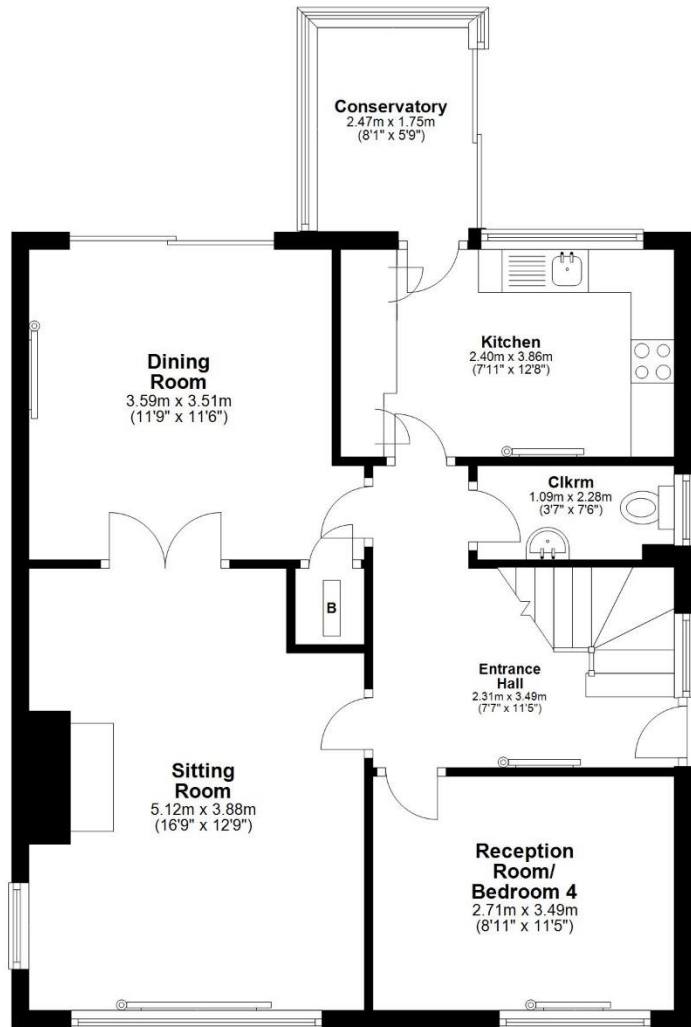 Conservatory
2.47m x 1.75m
(8'1" x 5'9")
Dining
Room
3.59m x 3.51m
(11'9" x 11'6")
Kitchen
2.40m x 3.86m
(7'11" x 12'8")
Clkrm
1.09m x 2.28m
(3'7" x 7'6")
B
Entrance
Hall
2.31m x 3.49m
(7'7" x 11'5")
Sitting
Room
5.12m x 3.88m
(16'9" x 12'9")
Reception
Room/
Bedroom 4
2.71m x 3.49m
(8'11" x 11'5")